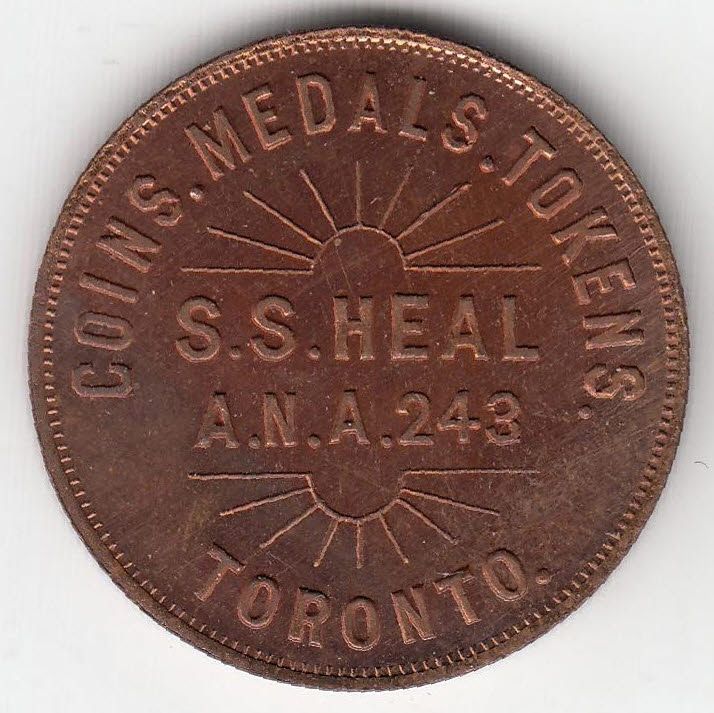 COINS. MEDALS. TOKENS.
S.S.HEAL
A.N.A.243
TORONTO.